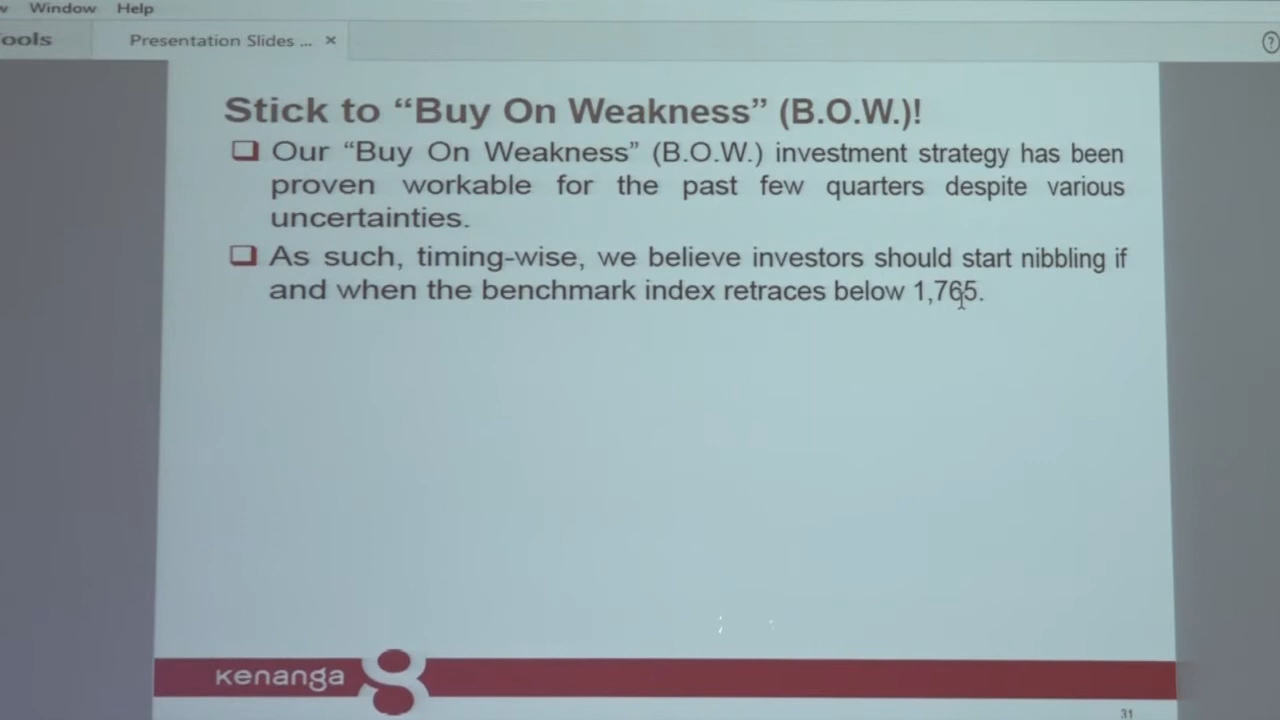 Window Help
Presentation Slides ... ×
Stick to “Buy On Weakness” (B.O.W.)!
Our “Buy On Weakness” (B.O.W.) investment strategy has been
proven workable for the past few quarters despite various
uncertainties.
As such, timing-wise, we believe investors should start nibbling if
and when the benchmark index retraces below 1,765.
kenanga
31